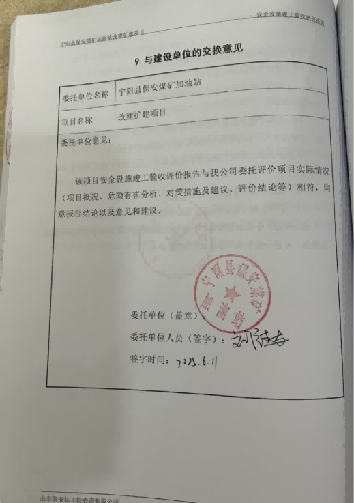 9 与建设单位的交换意见
委托单位名称 宁阳县保安煤矿加油站
项目名称 改建扩建项目
委托单位意见:
该项目安全设施竣工验收评价报告与我公司委托评价项目实际情况
(项目概况、危险有害分析、对策措施及建议、评价结论等)相符,同
意报告结论以及意见和建议。
委托单位(盖章):
委托单位人员(签字):
签字时间: